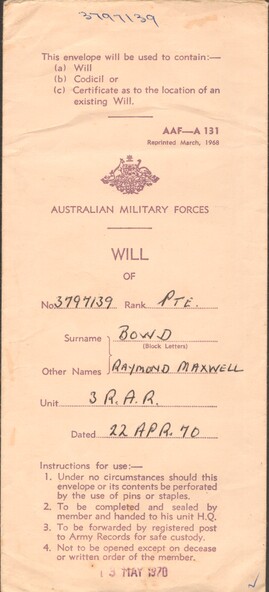 3797139
This envelope will be used to contain:—
(a) Will
(b) Codicil or
(c) Certificate as to the location of an
existing Will.
AAF—A 131
Reprinted March, 1968
AUSTRALIAN MILITARY FORCES
WILL
OF
No. 3797139 Rank PTE.
Surname BOWD
(Block Letters)
Other Names RAYMOND MAXWELL
Unit 3 R.A.R.
Dated 22 APR. 70
Instructions for use:—
1. Under no circumstances should this
envelope or its contents be perforated
by the use of pins or staples.
2. To be completed and sealed by
member and handed to his unit H.Q.
3. To be forwarded by registered post
to Army Records for safe custody.
4. Not to be opened except on decease
or written order of the member.
MAY 1970